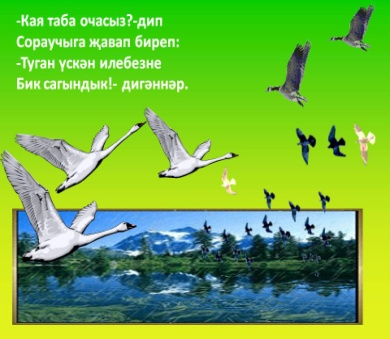 -Кая таба очасыз?-дип
Сораучыга җавап биреп:
-Туган үскән илебезне
Бик сагындык!- дигәннәр.